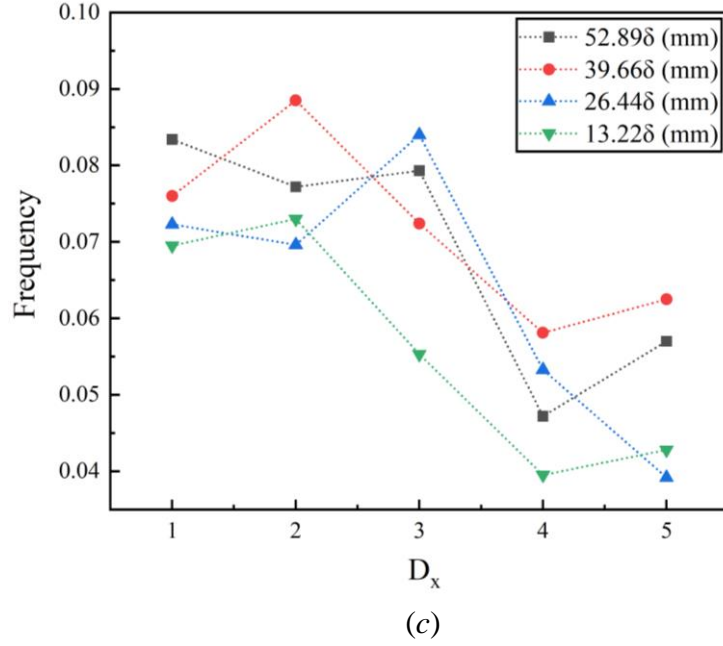 0.10
0.09
0.08
0.07
0.06
0.05
0.04
Frequency
52.89δ (mm)
39.66δ (mm)
26.44δ (mm)
13.22δ (mm)
1 2 3 4 5
Dₓ
(c)